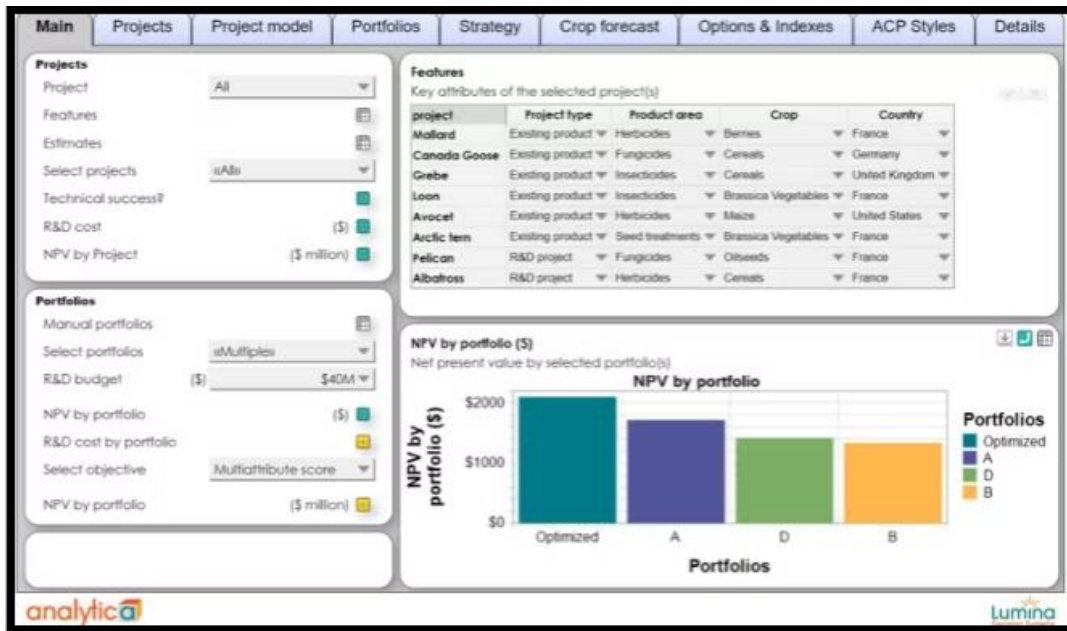 Main Projects Project model Portfolios Strategy Crop forecast Options & Indexes ACP Styles Details
Projects
Project All
Features
Estimates
Select projects «All»
Technical success?
R&D cost ($)
NPV by Project ($ million)
Portfolios
Manual portfolios
Select portfolios «Multiple»
R&D budget ($) $40M
NPV by portfolio ($)
R&D cost by portfolio
Select objective Multiattribute score
NPV by portfolio ($ million)
Features
Key attributes of the selected project(s)
project Project type Product area Crop Country
Mallard Existing product Herbicides Berries France
Canada Goose Existing product Fungicides Cereals Germany
Grebe Existing product Insecticides Cereals United Kingdom
Loon Existing product Insecticides Brassica Vegetables France
Avocet Existing product Herbicides Maize United States
Arctic tern Existing product Seed treatments Brassica Vegetables France
Pelican R&D project Fungicides Oilseeds France
Albatross R&D project Herbicides Cereals France
NPV by portfolio ($)
Net present value by selected portfolio(s)
NPV by portfolio
NPV by
portfolio ($)
$2000
$1000
$0
Optimized A D B
Portfolios
Portfolios
Optimized
A
D
B
analytica
Lumina